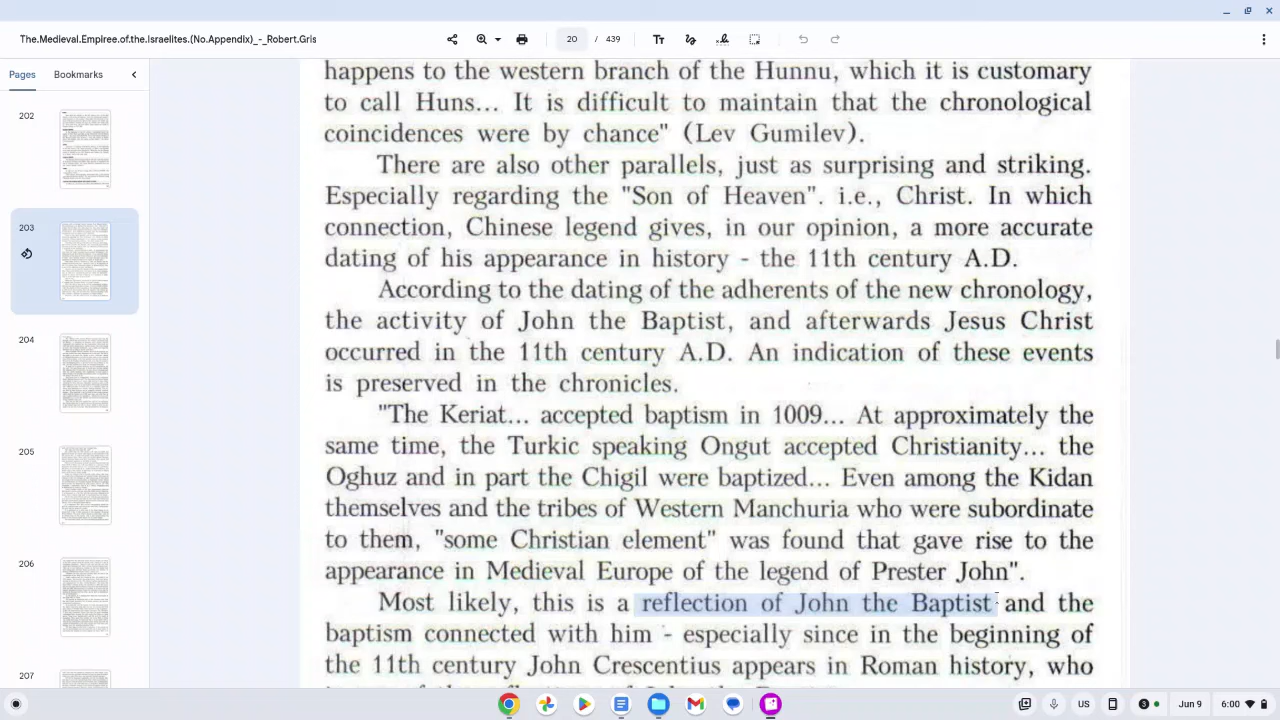 The.Medieval.Empiree.of.the.Israelites.(No.Appendix)_-_Robert.Gris
20 / 439
Pages
Bookmarks
202
203
204
205
206
happens to the western branch of the Hunnu, which it is customary
to call Huns... It is difficult to maintain that the chronological
coincidences were by chance" (Lev Gumilev).
There are also other parallels, just as surprising and striking.
Especially regarding the "Son of Heaven". i.e., Christ. In which
connection, Chinese legend gives, in our opinion, a more accurate
dating of his appearance in history - the 11th century A.D.
According to the dating of the adherents of the new chronology,
the activity of John the Baptist, and afterwards Jesus Christ
occurred in the 11th century A.D. An indication of these events
is preserved in the chronicles.
"The Keriat... accepted baptism in 1009... At approximately the
same time, the Turkic speaking Ongut accepted Christianity... the
Oghuz and in part the Chigil were baptized... Even among the Kidan
themselves and the tribes of Western Manchuria who were subordinate
to them, "some Christian element" was found that gave rise to the
appearance in Medieval Europe of the legend of Prester John".
Most likely, this is a reflection of John the Baptist and the
baptism connected with him - especially since in the beginning of
the 11th century John Crescentius appears in Roman history, who
US
3
Jun 9
6:00